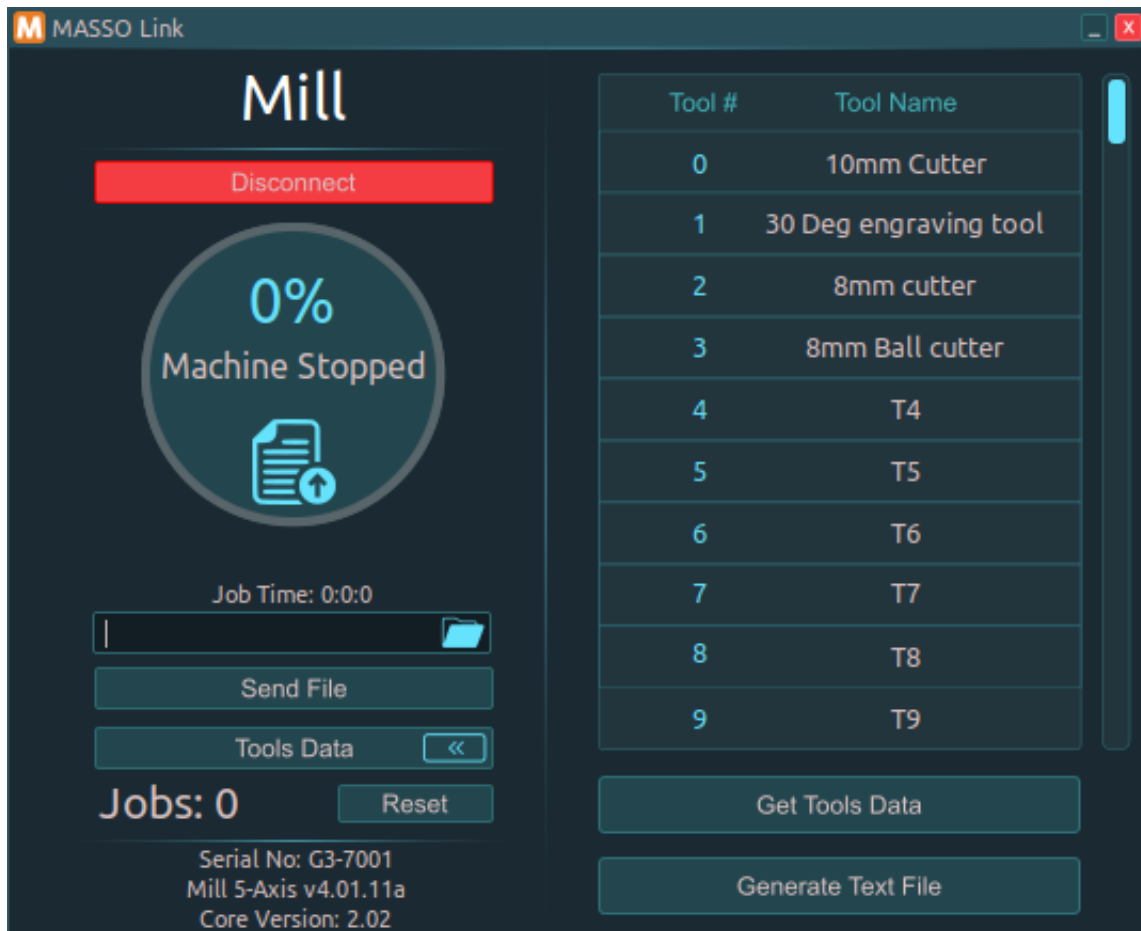 M MASSO Link
Mill
Disconnect
0%
Machine Stopped
Job Time: 0:0:0
Send File
Tools Data «
Jobs: 0 Reset
Serial No: G3-7001
Mill 5-Axis v4.01.11a
Core Version: 2.02
Tool # Tool Name
0 10mm Cutter
1 30 Deg engraving tool
2 8mm cutter
3 8mm Ball cutter
4 T4
5 T5
6 T6
7 T7
8 T8
9 T9
Get Tools Data
Generate Text File